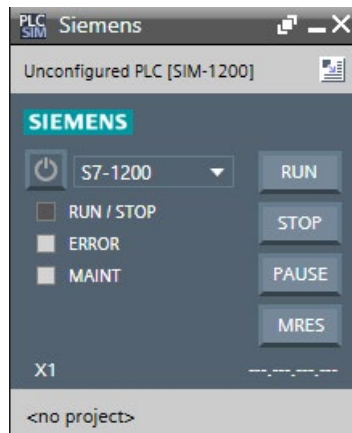 PLC SIM Siemens
Unconfigured PLC [SIM-1200]
SIEMENS
S7-1200
RUN
RUN / STOP
STOP
ERROR
MAINT
PAUSE
MRES
X1 ---.---.---.---
<no project>